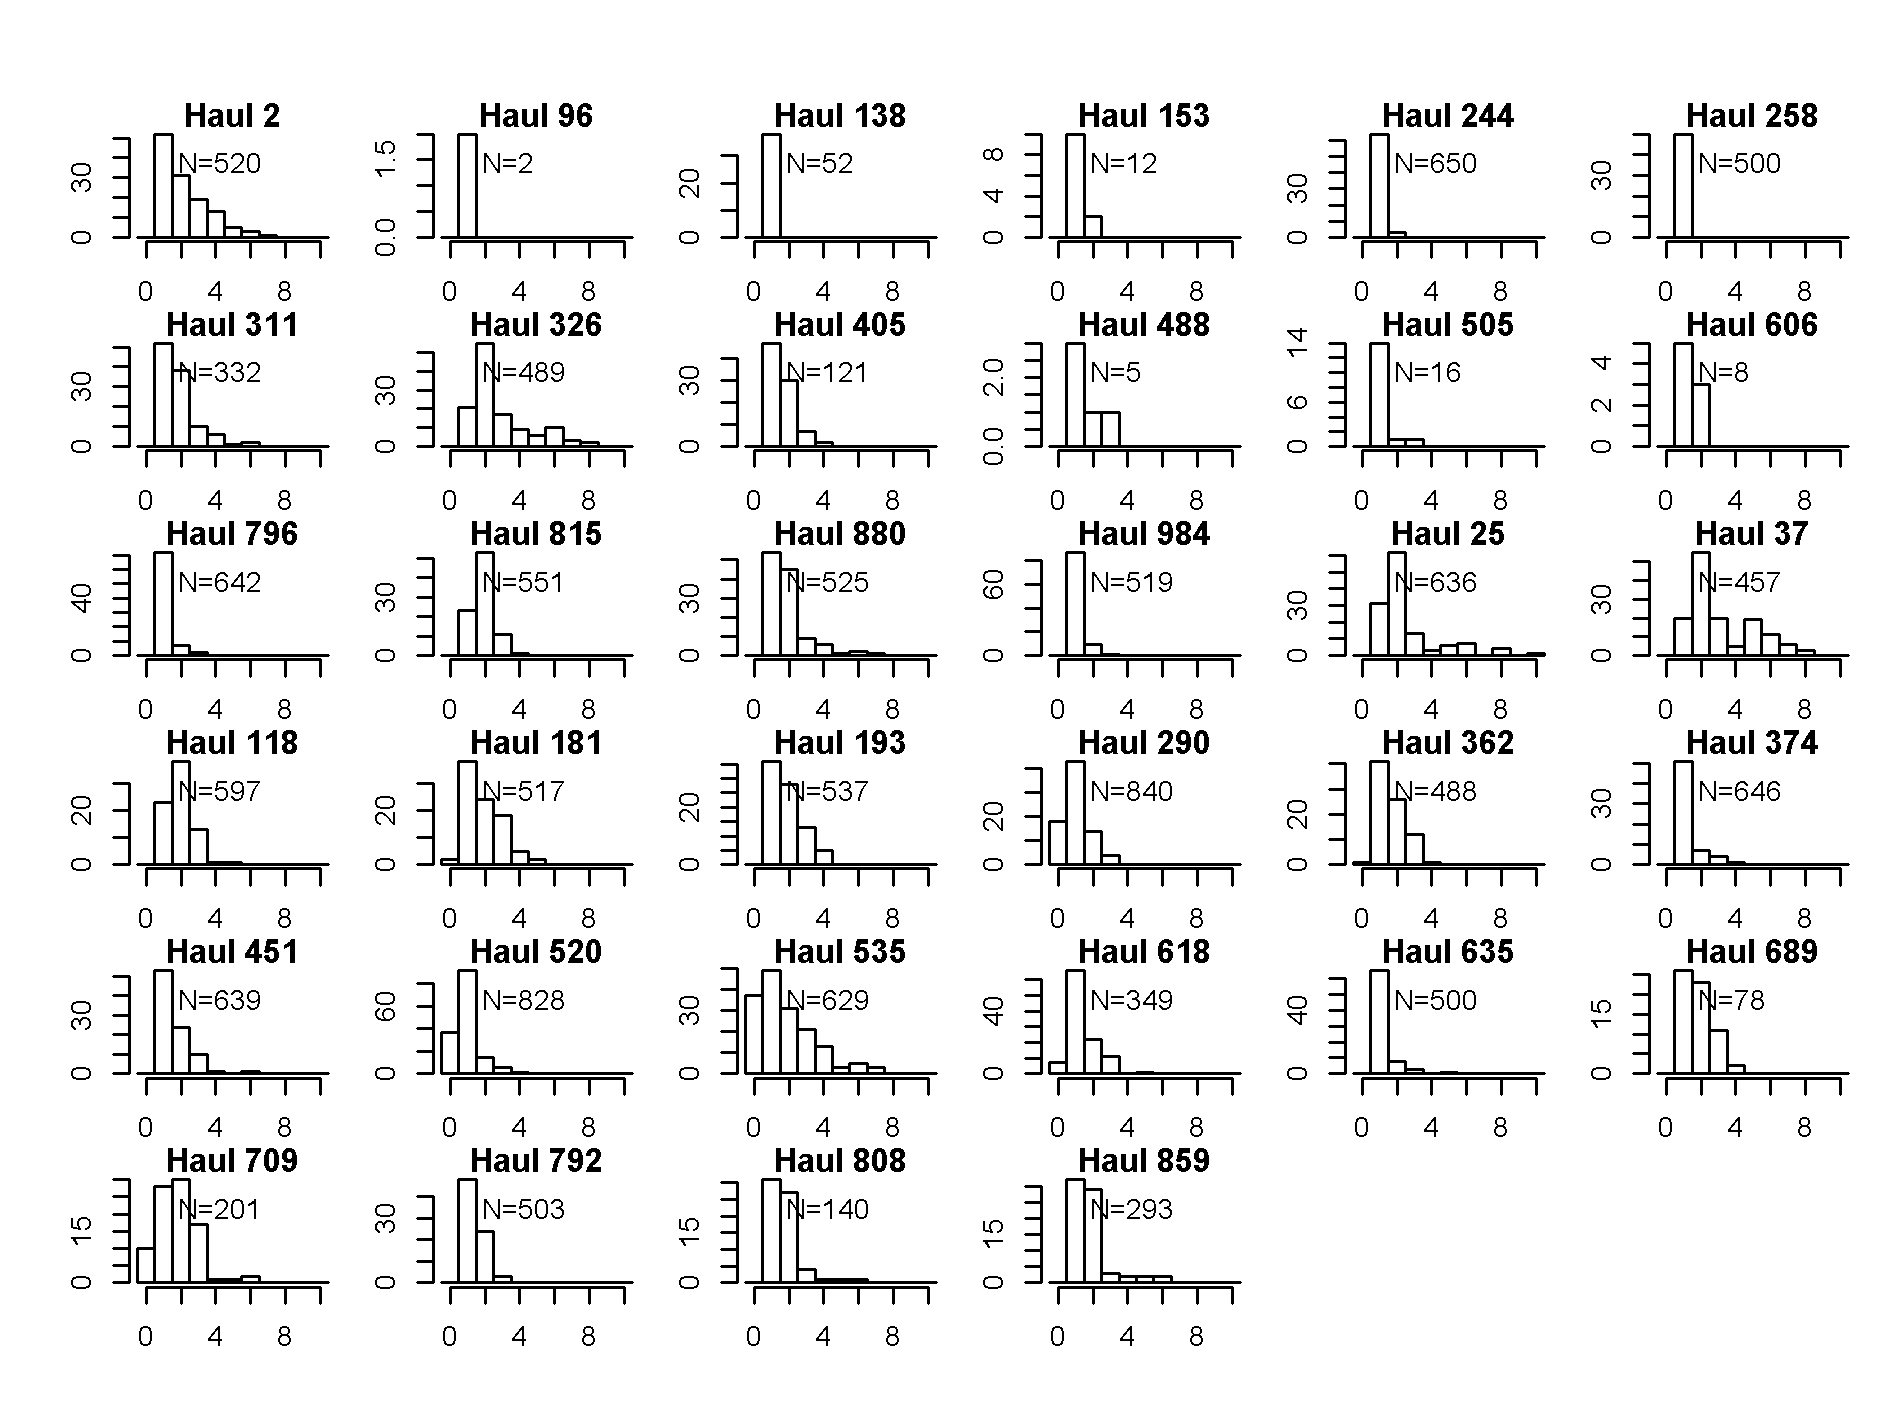 Haul 2 Haul 96 Haul 138 Haul 153 Haul 244 Haul 258
N=520 N=2 N=52 N=12 N=650 N=500
0 30 0.0 1.5 0 20 0 4 8 0 30 0 30
0 4 8 0 4 8 0 4 8 0 4 8 0 4 8 0 4 8
Haul 311 Haul 326 Haul 405 Haul 488 Haul 505 Haul 606
N=332 N=489 N=121 N=5 N=16 N=8
0 30 0 30 0 30 0.0 2.0 0 6 14 0 2 4
0 4 8 0 4 8 0 4 8 0 4 8 0 4 8 0 4 8
Haul 796 Haul 815 Haul 880 Haul 984 Haul 25 Haul 37
N=642 N=551 N=525 N=519 N=636 N=457
0 40 0 30 0 30 0 60 0 30 0 30
0 4 8 0 4 8 0 4 8 0 4 8 0 4 8 0 4 8
Haul 118 Haul 181 Haul 193 Haul 290 Haul 362 Haul 374
N=597 N=517 N=537 N=840 N=488 N=646
0 20 0 20 0 20 0 20 0 20 0 30
0 4 8 0 4 8 0 4 8 0 4 8 0 4 8 0 4 8
Haul 451 Haul 520 Haul 535 Haul 618 Haul 635 Haul 689
N=639 N=828 N=629 N=349 N=500 N=78
0 30 0 60 0 30 0 40 0 40 0 15
0 4 8 0 4 8 0 4 8 0 4 8 0 4 8 0 4 8
Haul 709 Haul 792 Haul 808 Haul 859
N=201 N=503 N=140 N=293
0 15 0 30 0 15 0 15
0 4 8 0 4 8 0 4 8 0 4 8